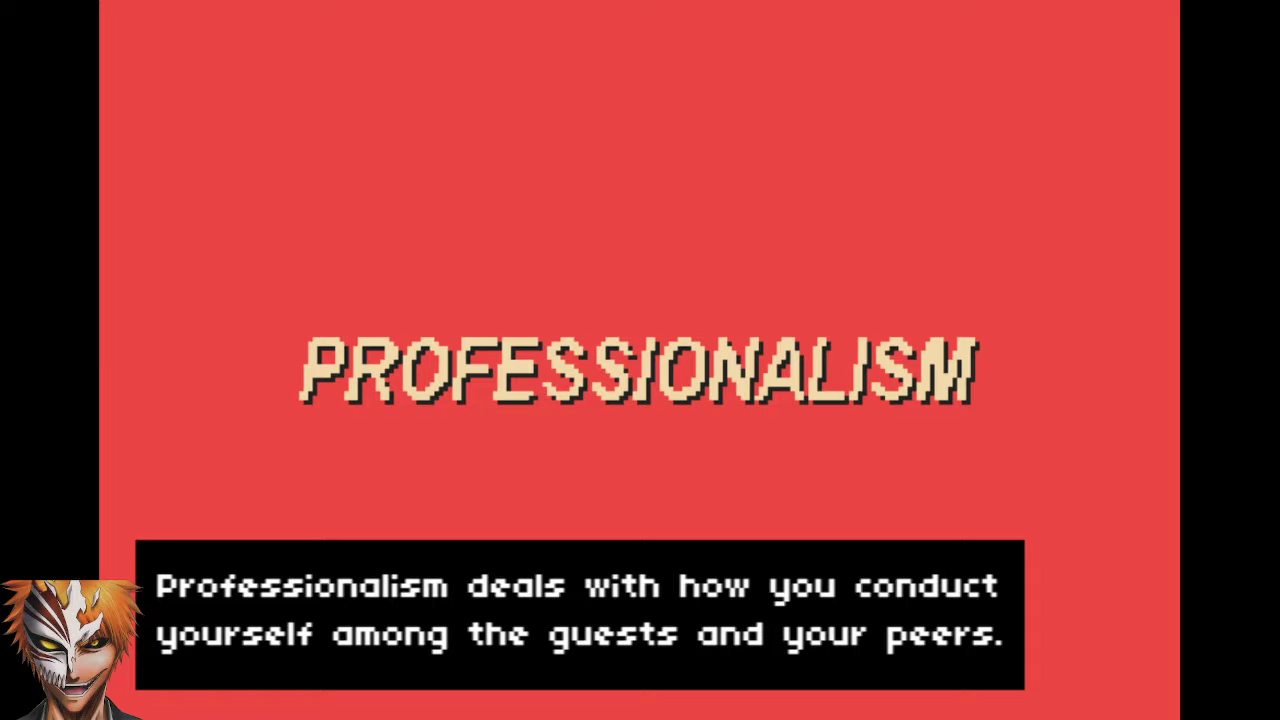 PROFESSIONALISM
Professionalism deals with how you conduct
yourself among the guests and your peers.